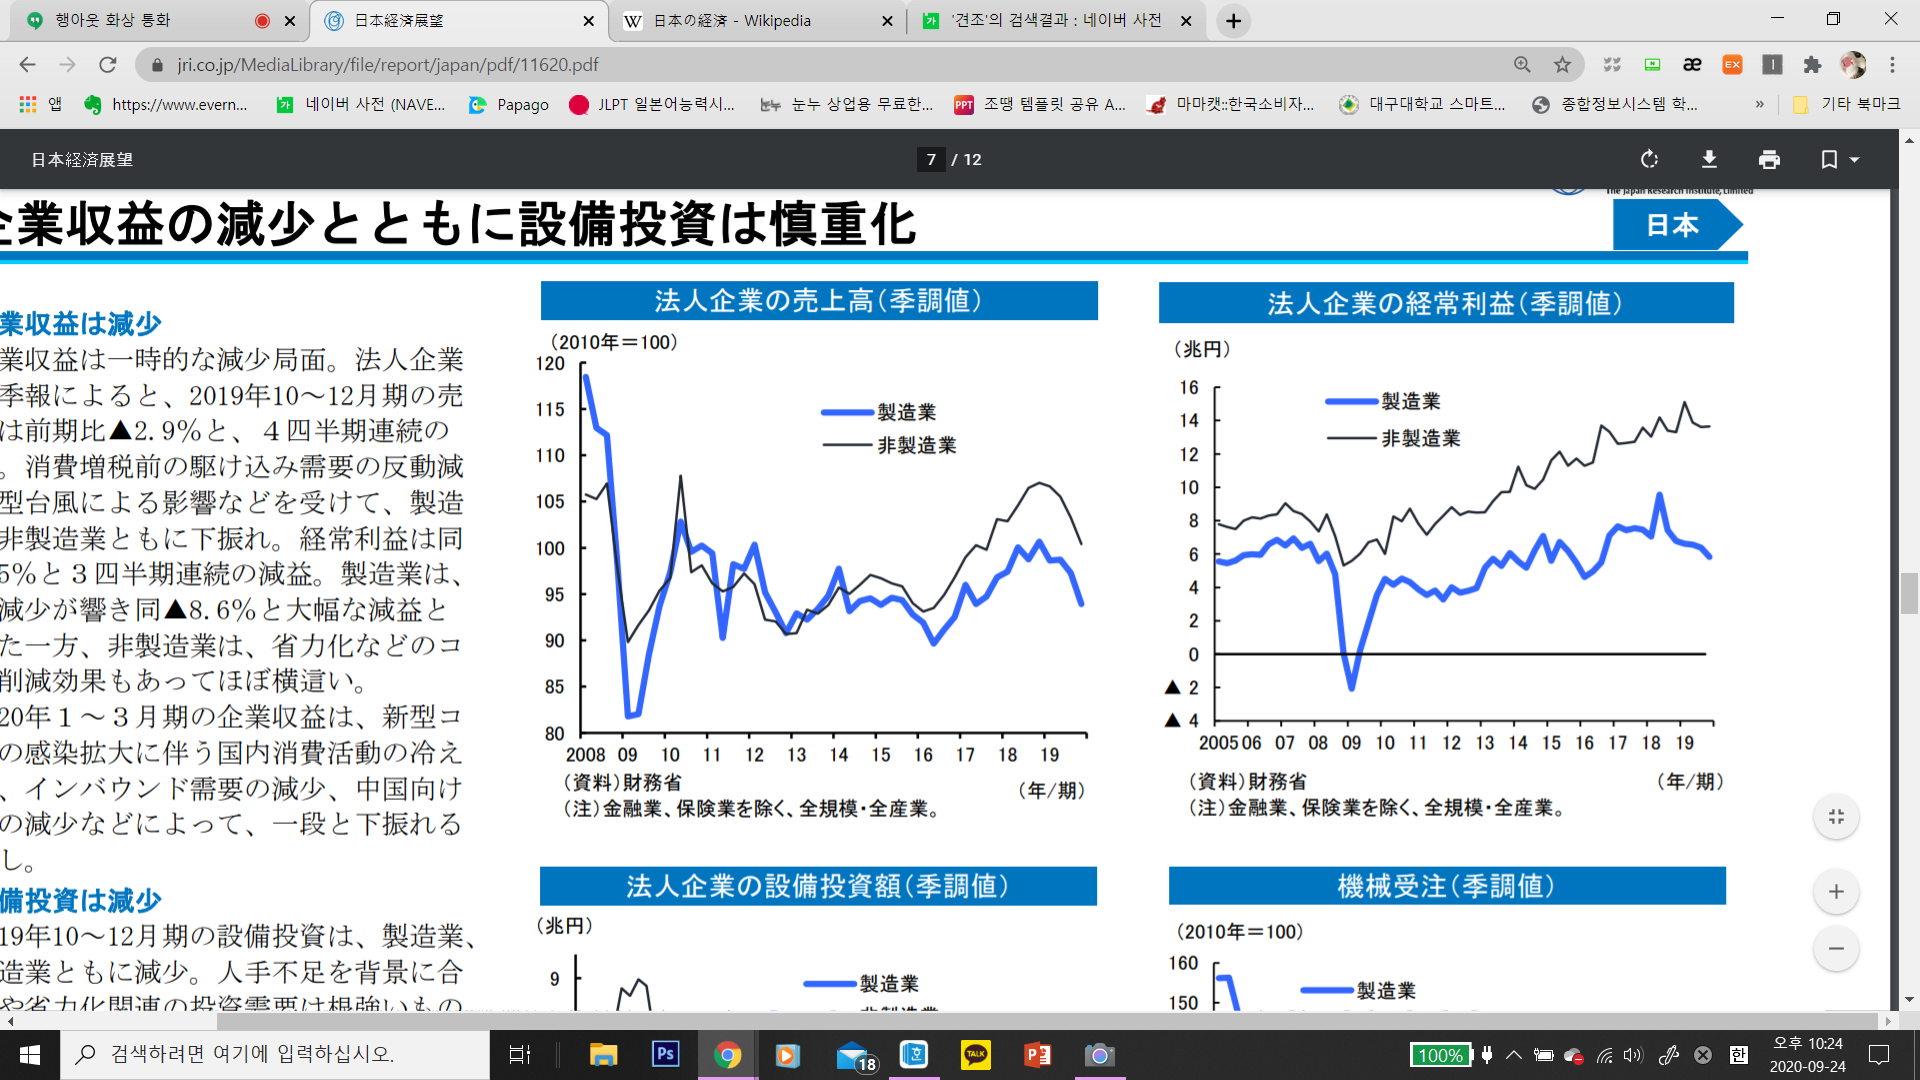 행아웃 화상 통화
日本経済展望
日本の経済 - Wikipedia
'견조'의 검색결과 : 네이버 사전
jri.co.jp/MediaLibrary/file/report/japan/pdf/11620.pdf
앱
https://www.evern...
네이버 사전 (NAVE...
Papago
JLPT 일본어능력시...
눈누 상업용 무료한...
조땡 템플릿 공유 A...
마마캣::한국소비자...
대구대학교 스마트...
종합정보시스템 학...
»
기타 북마크
日本経済展望
7 / 12
The Japan Research Institute, Limited
企業収益の減少とともに設備投資は慎重化
日本
業収益は減少
業収益は一時的な減少局面。法人企業
季報によると、2019年10～12月期の売
は前期比▲2.9％と、４四半期連続の
。消費増税前の駆け込み需要の反動減
型台風による影響などを受けて、製造
非製造業ともに下振れ。経常利益は同
5％と３四半期連続の減益。製造業は、
減少が響き同▲8.6％と大幅な減益と
た一方、非製造業は、省力化などのコ
削減効果もあってほぼ横這い。
20年１～３月期の企業収益は、新型コ
の感染拡大に伴う国内消費活動の冷え
、インバウンド需要の減少、中国向け
の減少などによって、一段と下振れる
し。
備投資は減少
19年10～12月期の設備投資は、製造業、
造業ともに減少。人手不足を背景に合
や省力化関連の投資需要は根強いもの
法人企業の売上高（季調値）
（2010年＝100）
120
115
110
105
100
95
90
85
80
製造業
非製造業
2008 09 10 11 12 13 14 15 16 17 18 19
（資料）財務省
（年/期）
（注）金融業、保険業を除く、全規模・全産業。
法人企業の経常利益（季調値）
（兆円）
16
14
12
10
8
6
4
2
0
▲ 2
▲ 4
製造業
非製造業
2005 06 07 08 09 10 11 12 13 14 15 16 17 18 19
（資料）財務省
（年/期）
（注）金融業、保険業を除く、全規模・全産業。
法人企業の設備投資額（季調値）
（兆円）
9
製造業
非製造業
機械受注（季調値）
（2010年＝100）
160
150
製造業
검색하려면 여기에 입력하십시오.
Ps
18
TALK
100%
한
오후 10:24
2020-09-24